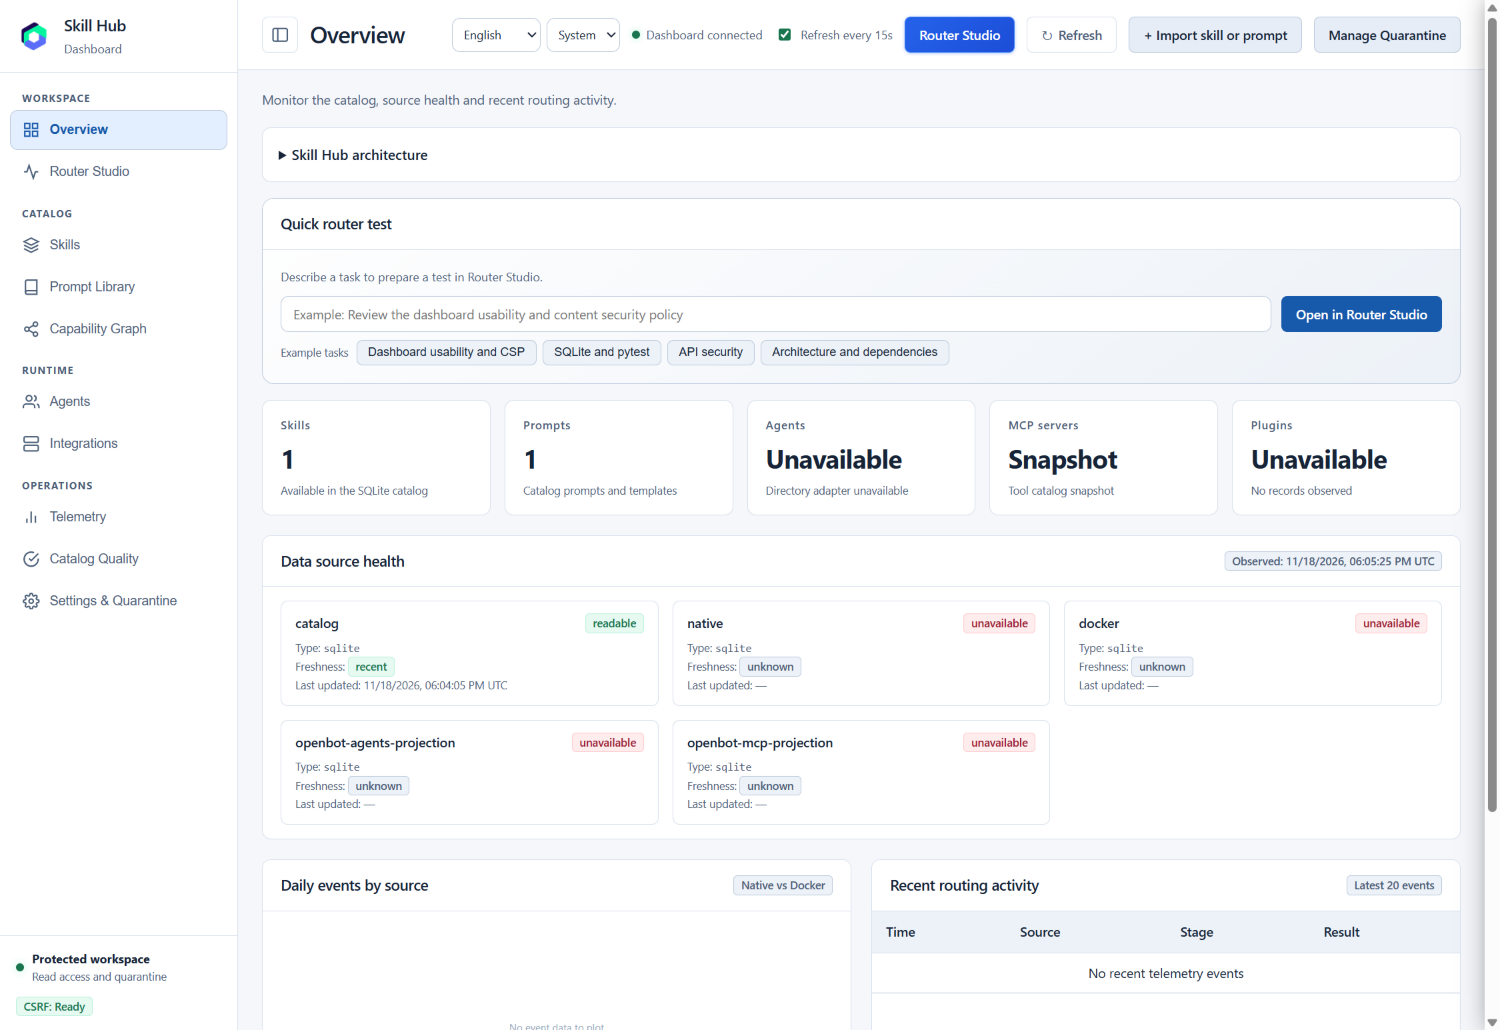 Skill Hub
Dashboard
WORKSPACE
Overview
Router Studio
CATALOG
Skills
Prompt Library
Capability Graph
RUNTIME
Agents
Integrations
OPERATIONS
Telemetry
Catalog Quality
Settings & Quarantine
Protected workspace
Read access and quarantine
CSRF: Ready
Overview
English
System
Dashboard connected
Refresh every 15s
Router Studio
↻ Refresh
+ Import skill or prompt
Manage Quarantine
Monitor the catalog, source health and recent routing activity.
Skill Hub architecture
Quick router test
Describe a task to prepare a test in Router Studio.
Example: Review the dashboard usability and content security policy
Open in Router Studio
Example tasks
Dashboard usability and CSP
SQLite and pytest
API security
Architecture and dependencies
Skills
1
Available in the SQLite catalog
Prompts
1
Catalog prompts and templates
Agents
Unavailable
Directory adapter unavailable
MCP servers
Snapshot
Tool catalog snapshot
Plugins
Unavailable
No records observed
Data source health
Observed: 11/18/2026, 06:05:25 PM UTC
catalog
readable
Type: sqlite
Freshness: recent
Last updated: 11/18/2026, 06:04:05 PM UTC
native
unavailable
Type: sqlite
Freshness: unknown
Last updated: —
docker
unavailable
Type: sqlite
Freshness: unknown
Last updated: —
openbot-agents-projection
unavailable
Type: sqlite
Freshness: unknown
Last updated: —
openbot-mcp-projection
unavailable
Type: sqlite
Freshness: unknown
Last updated: —
Daily events by source
Native vs Docker
No event data to plot
Recent routing activity
Latest 20 events
Time Source Stage Result
No recent telemetry events